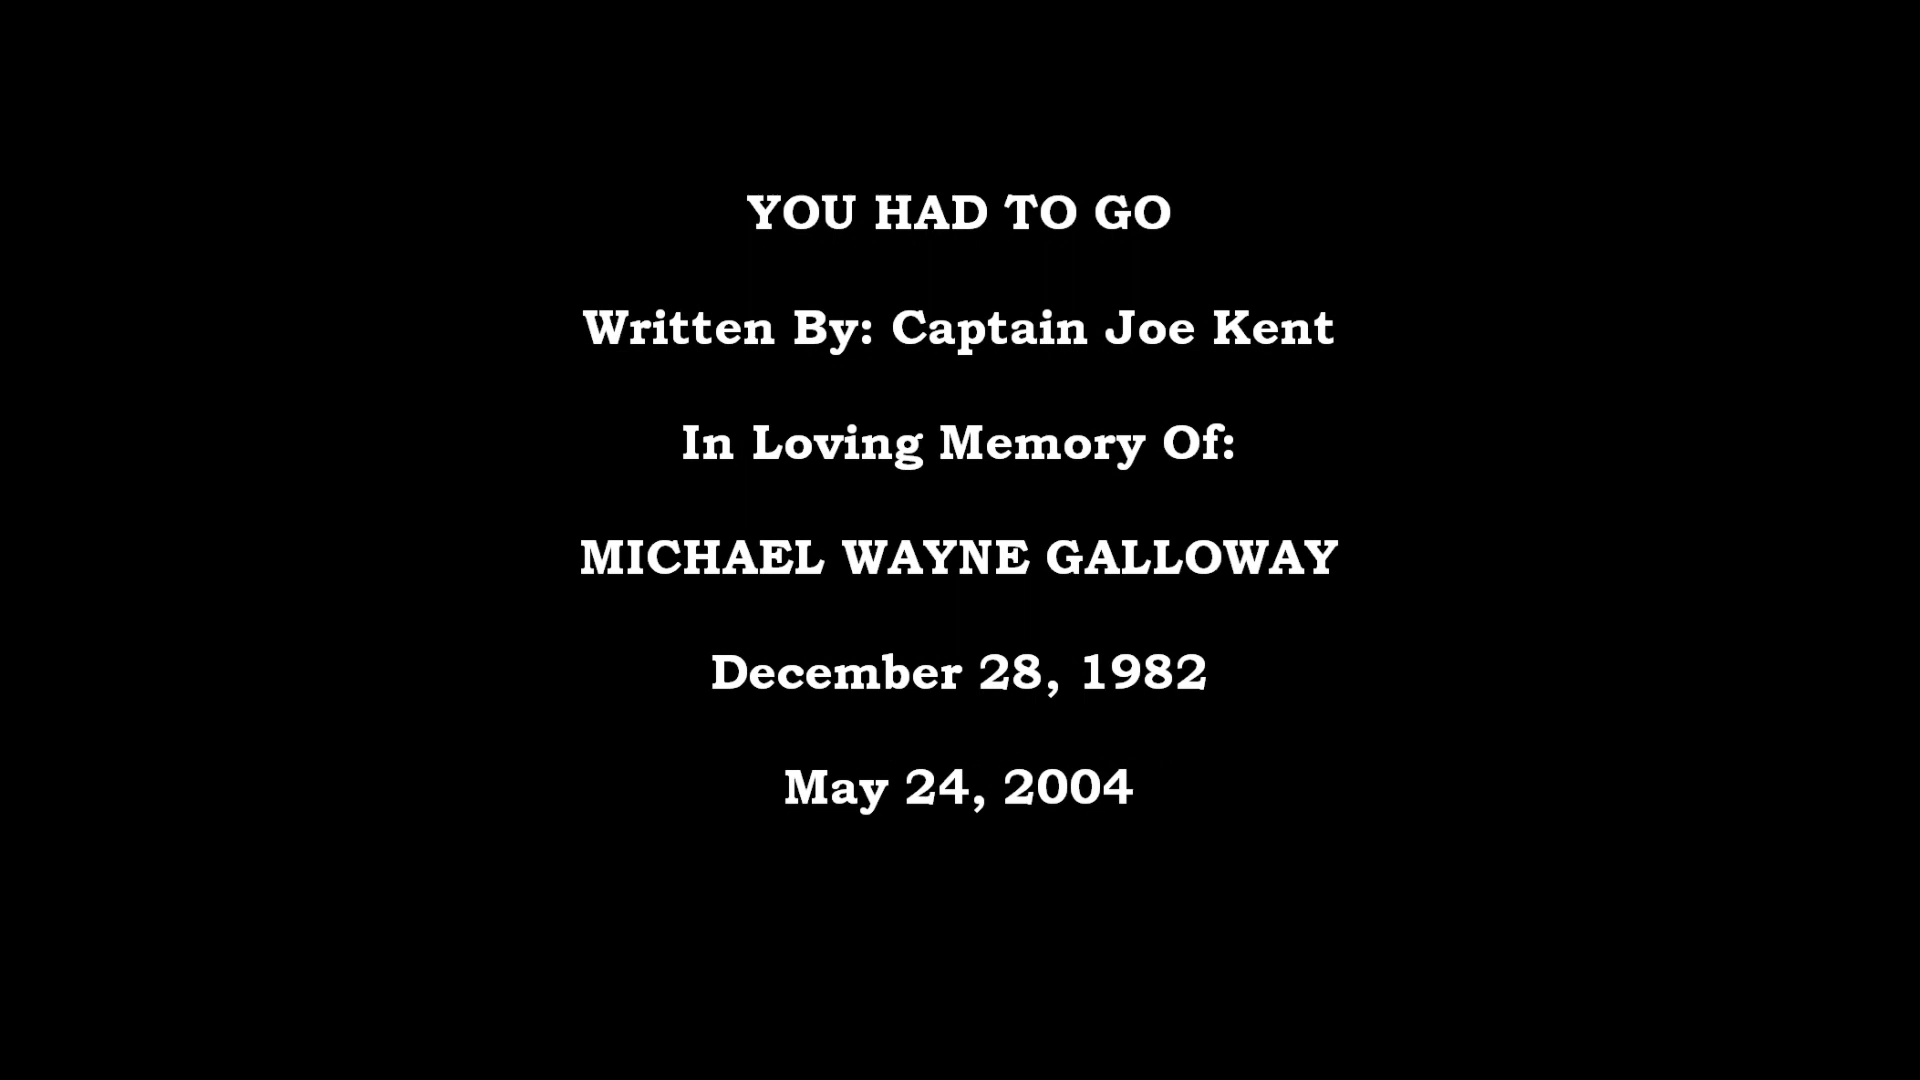 YOU HAD TO GO
Written By: Captain Joe Kent
In Loving Memory Of:
MICHAEL WAYNE GALLOWAY
December 28, 1982
May 24, 2004